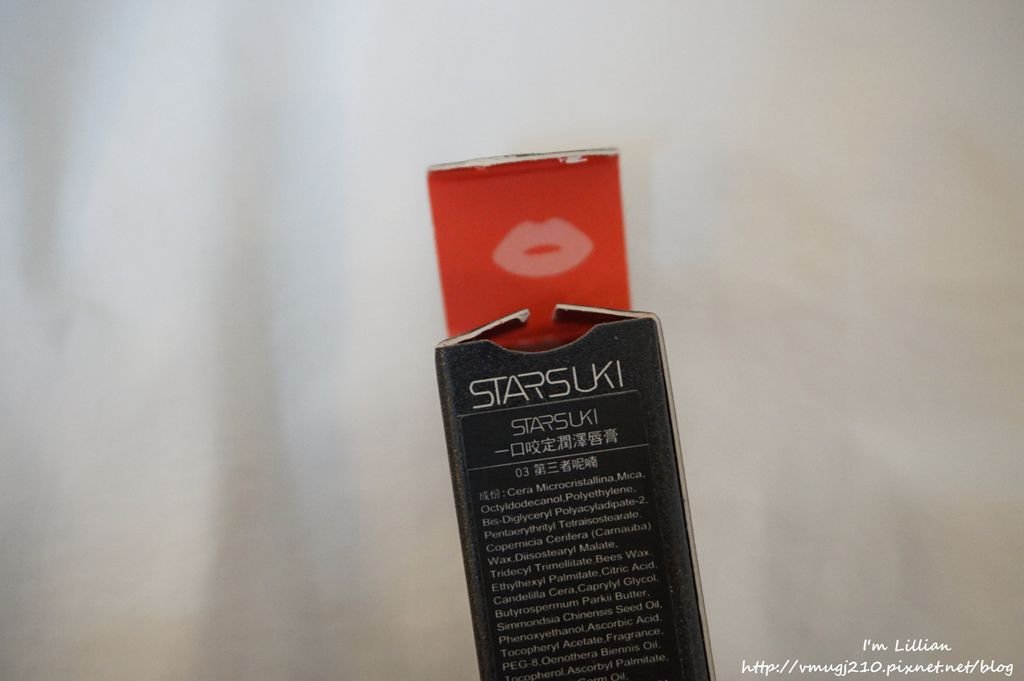 STARSUKI
STARSUKI
一口咬定潤澤唇膏
03 第三者呢喃
成份:Cera Microcristallina,Mica,
Octyldodecanol,Polyethylene,
Bis-Diglyceryl Polyacyladipate-2,
Pentaerythrityl Tetraisostearate,
Copernicia Cerifera (Carnauba)
Wax,Diisostearyl Malate,
Tridecyl Trimellitate,Bees Wax,
Ethylhexyl Palmitate,Citric Acid,
Candelilla Cera,Caprylyl Glycol,
Butyrospermum Parkii Butter,
Simmondsia Chinensis Seed Oil,
Phenoxyethanol,Ascorbic Acid,
Tocopheryl Acetate,Fragrance,
PEG-8,Oenothera Biennis Oil,
Tocopherol,Ascorbyl Palmitate,
Germ Oil,
I'm Lillian
http://vmugj210.pixnet.net/blog